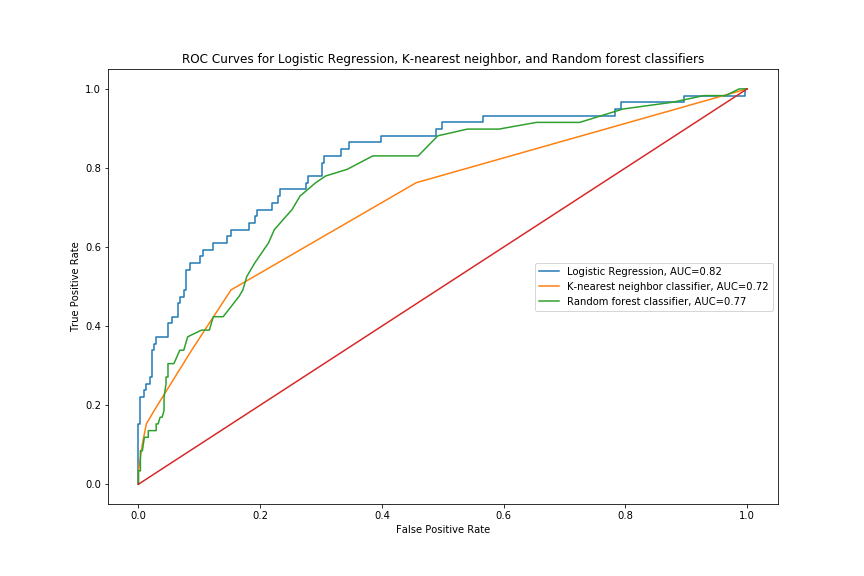 ROC Curves for Logistic Regression, K-nearest neighbor, and Random forest classifiers
1.0
0.8
0.6
0.4
0.2
0.0
True Positive Rate
Logistic Regression, AUC=0.82
K-nearest neighbor classifier, AUC=0.72
Random forest classifier, AUC=0.77
0.0 0.2 0.4 0.6 0.8 1.0
False Positive Rate